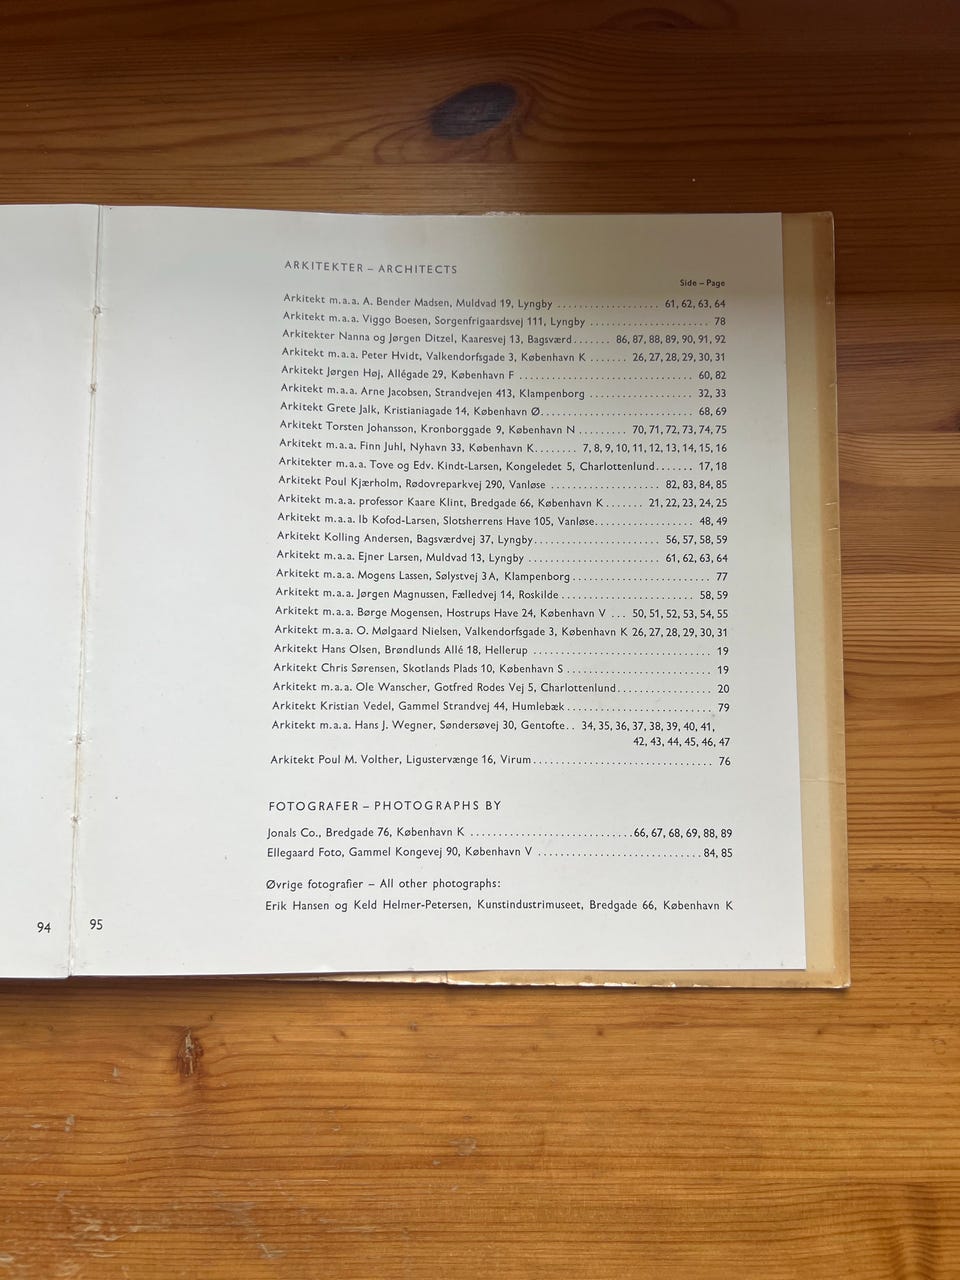 ARKITEKTER – ARCHITECTS
Side – Page
Arkitekt m.a.a. A. Bender Madsen, Muldvad 19, Lyngby ................... 61, 62, 63, 64
Arkitekt m.a.a. Viggo Boesen, Sorgenfrigaardsvej 111, Lyngby ...................... 78
Arkitekter Nanna og Jørgen Ditzel, Kaaresvej 13, Bagsværd....... 86, 87, 88, 89, 90, 91, 92
Arkitekt m.a.a. Peter Hvidt, Valkendorfsgade 3, København K ....... 26, 27, 28, 29, 30, 31
Arkitekt Jørgen Høj, Allégade 29, København F ................................ 60, 82
Arkitekt m.a.a. Arne Jacobsen, Strandvejen 413, Klampenborg ................... 32, 33
Arkitekt Grete Jalk, Kristianiagade 14, København Ø............................ 68, 69
Arkitekt Torsten Johansson, Kronborggade 9, København N ......... 70, 71, 72, 73, 74, 75
Arkitekt m.a.a. Finn Juhl, Nyhavn 33, København K........ 7, 8, 9, 10, 11, 12, 13, 14, 15, 16
Arkitekter m.a.a. Tove og Edv. Kindt-Larsen, Kongeledet 5, Charlottenlund....... 17, 18
Arkitekt Poul Kjærholm, Rødovreparkvej 290, Vanløse .................... 82, 83, 84, 85
Arkitekt m.a.a. professor Kaare Klint, Bredgade 66, København K ....... 21, 22, 23, 24, 25
Arkitekt m.a.a. Ib Kofod-Larsen, Slotsherrens Have 105, Vanløse.................. 48, 49
Arkitekt Kolling Andersen, Bagsværdvej 37, Lyngby....................... 56, 57, 58, 59
Arkitekt m.a.a. Ejner Larsen, Muldvad 13, Lyngby ........................ 61, 62, 63, 64
Arkitekt m.a.a. Mogens Lassen, Sølystvej 3 A, Klampenborg ......................... 77
Arkitekt m.a.a. Jørgen Magnussen, Fælledvej 14, Roskilde ........................ 58, 59
Arkitekt m.a.a. Børge Mogensen, Hostrups Have 24, København V ... 50, 51, 52, 53, 54, 55
Arkitekt m.a.a. O. Mølgaard Nielsen, Valkendorfsgade 3, København K 26, 27, 28, 29, 30, 31
Arkitekt Hans Olsen, Brøndlunds Allé 18, Hellerup ................................. 19
Arkitekt Chris Sørensen, Skotlands Plads 10, København S .......................... 19
Arkitekt m.a.a. Ole Wanscher, Gotfred Rodes Vej 5, Charlottenlund................. 20
Arkitekt Kristian Vedel, Gammel Strandvej 44, Humlebæk .......................... 79
Arkitekt m.a.a. Hans J. Wegner, Søndersøvej 30, Gentofte.. 34, 35, 36, 37, 38, 39, 40, 41,
42, 43, 44, 45, 46, 47
Arkitekt Poul M. Volther, Ligustervænge 16, Virum................................ 76
FOTOGRAFER – PHOTOGRAPHS BY
Jonals Co., Bredgade 76, København K .............................66, 67, 68, 69, 88, 89
Ellegaard Foto, Gammel Kongevej 90, København V .............................84, 85
Øvrige fotografier – All other photographs:
Erik Hansen og Keld Helmer-Petersen, Kunstindustrimuseet, Bredgade 66, København K
94
95